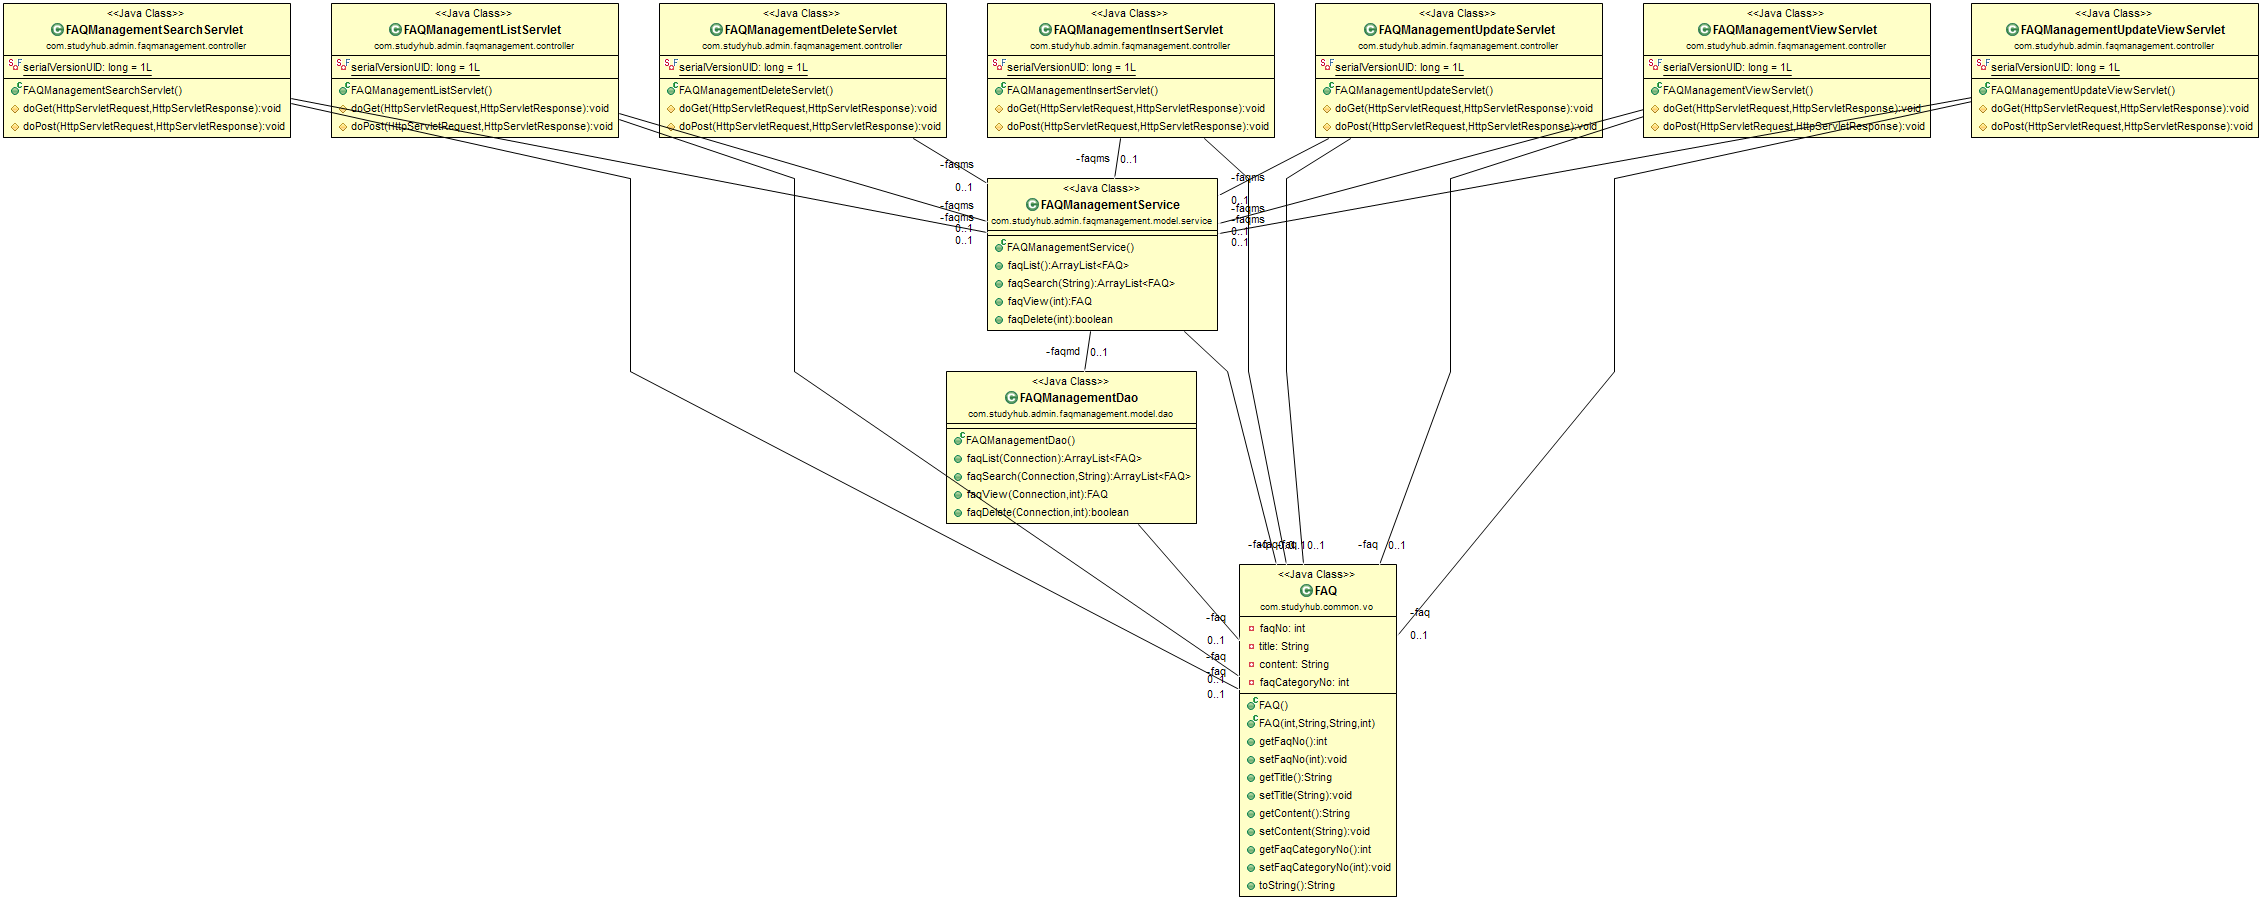 <<Java Class>>
FAQManagementSearchServlet
com.studyhub.admin.faqmanagement.controller
serialVersionUID: long = 1L
FAQManagementSearchServlet()
doGet(HttpServletRequest,HttpServletResponse):void
doPost(HttpServletRequest,HttpServletResponse):void
<<Java Class>>
FAQManagementListServlet
com.studyhub.admin.faqmanagement.controller
serialVersionUID: long = 1L
FAQManagementListServlet()
doGet(HttpServletRequest,HttpServletResponse):void
doPost(HttpServletRequest,HttpServletResponse):void
<<Java Class>>
FAQManagementDeleteServlet
com.studyhub.admin.faqmanagement.controller
serialVersionUID: long = 1L
FAQManagementDeleteServlet()
doGet(HttpServletRequest,HttpServletResponse):void
doPost(HttpServletRequest,HttpServletResponse):void
<<Java Class>>
FAQManagementInsertServlet
com.studyhub.admin.faqmanagement.controller
serialVersionUID: long = 1L
FAQManagementInsertServlet()
doGet(HttpServletRequest,HttpServletResponse):void
doPost(HttpServletRequest,HttpServletResponse):void
<<Java Class>>
FAQManagementUpdateServlet
com.studyhub.admin.faqmanagement.controller
serialVersionUID: long = 1L
FAQManagementUpdateServlet()
doGet(HttpServletRequest,HttpServletResponse):void
doPost(HttpServletRequest,HttpServletResponse):void
<<Java Class>>
FAQManagementViewServlet
com.studyhub.admin.faqmanagement.controller
serialVersionUID: long = 1L
FAQManagementViewServlet()
doGet(HttpServletRequest,HttpServletResponse):void
doPost(HttpServletRequest,HttpServletResponse):void
<<Java Class>>
FAQManagementUpdateViewServlet
com.studyhub.admin.faqmanagement.controller
serialVersionUID: long = 1L
FAQManagementUpdateViewServlet()
doGet(HttpServletRequest,HttpServletResponse):void
doPost(HttpServletRequest,HttpServletResponse):void
-faqms
0..1
-faqms
0..1
-faqms
-faqms
0..1
0..1
-faqms
0..1
-faqms
-faqms
0..1
0..1
<<Java Class>>
FAQManagementService
com.studyhub.admin.faqmanagement.model.service
FAQManagementService()
faqList():ArrayList<FAQ>
faqSearch(String):ArrayList<FAQ>
faqView(int):FAQ
faqDelete(int):boolean
-faqmd
0..1
<<Java Class>>
FAQManagementDao
com.studyhub.admin.faqmanagement.model.dao
FAQManagementDao()
faqList(Connection):ArrayList<FAQ>
faqSearch(Connection,String):ArrayList<FAQ>
faqView(Connection,int):FAQ
faqDelete(Connection,int):boolean
0..1
-faq
0..1
-faq
0..1
-faq
0..1
-faq
-faq
0..1
0..1
<<Java Class>>
FAQ
com.studyhub.common.vo
faqNo: int
title: String
content: String
faqCategoryNo: int
FAQ()
FAQ(int,String,String,int)
getFaqNo():int
setFaqNo(int):void
getTitle():String
setTitle(String):void
getContent():String
setContent(String):void
getFaqCategoryNo():int
setFaqCategoryNo(int):void
toString():String